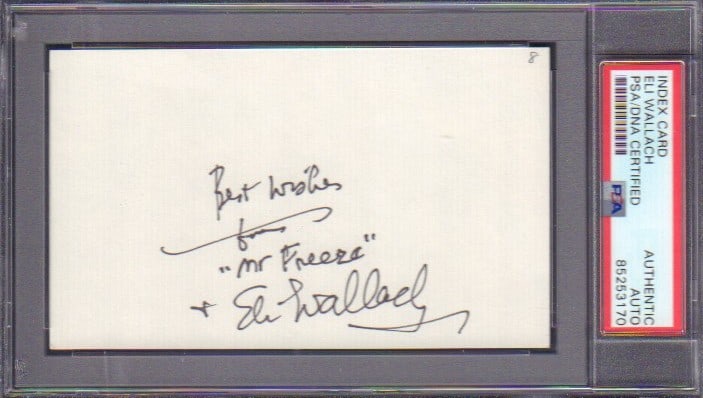 8
Best Wishes
from
"Mr Freeze"
+ Eli Wallach
INDEX CARD
ELI WALLACH
PSA/DNA CERTIFIED
PSA
AUTHENTIC
AUTO
85253170